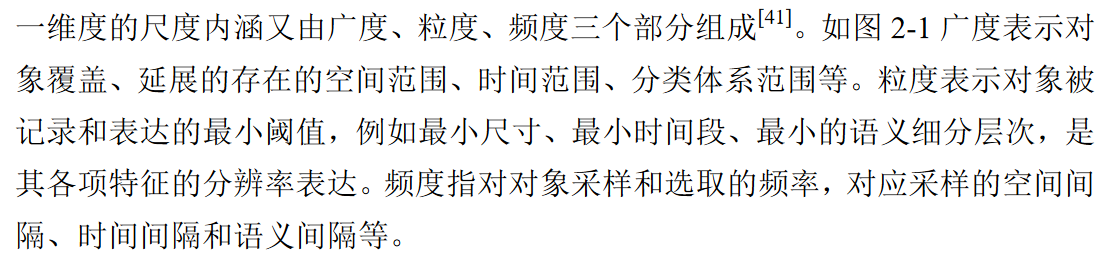 一维度的尺度内涵又由广度、粒度、频度三个部分组成[41]。如图 2-1 广度表示对
象覆盖、延展的存在的空间范围、时间范围、分类体系范围等。粒度表示对象被
记录和表达的最小阈值，例如最小尺寸、最小时间段、最小的语义细分层次，是
其各项特征的分辨率表达。频度指对对象采样和选取的频率，对应采样的空间间
隔、时间间隔和语义间隔等。